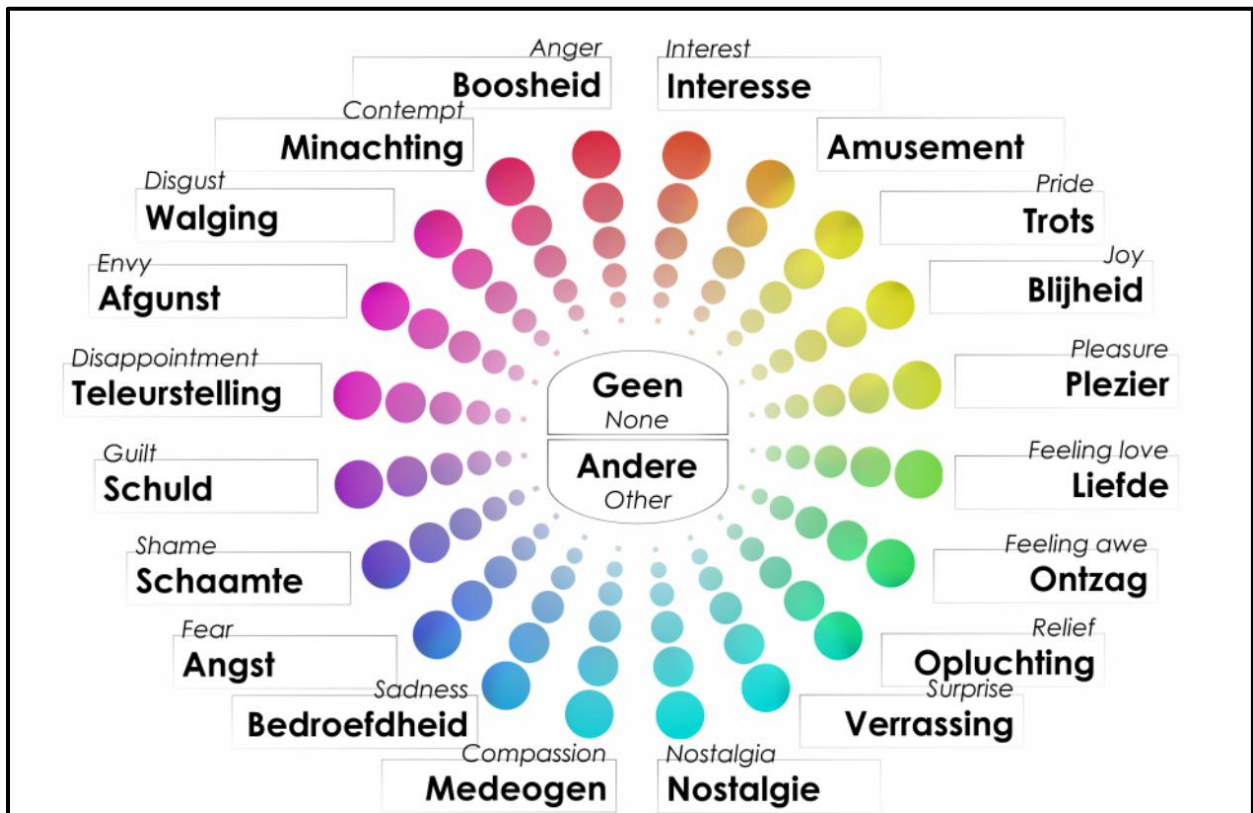 Anger
Boosheid
Interest
Interesse
Amusement
Pride
Trots
Joy
Blijheid
Pleasure
Plezier
Feeling love
Liefde
Feeling awe
Ontzag
Relief
Opluchting
Surprise
Verrassing
Nostalgia
Nostalgie
Compassion
Medeogen
Sadness
Bedroefdheid
Fear
Angst
Shame
Schaamte
Guilt
Schuld
Disappointment
Teleurstelling
Envy
Afgunst
Disgust
Walging
Contempt
Minachting
Geen
None
Andere
Other